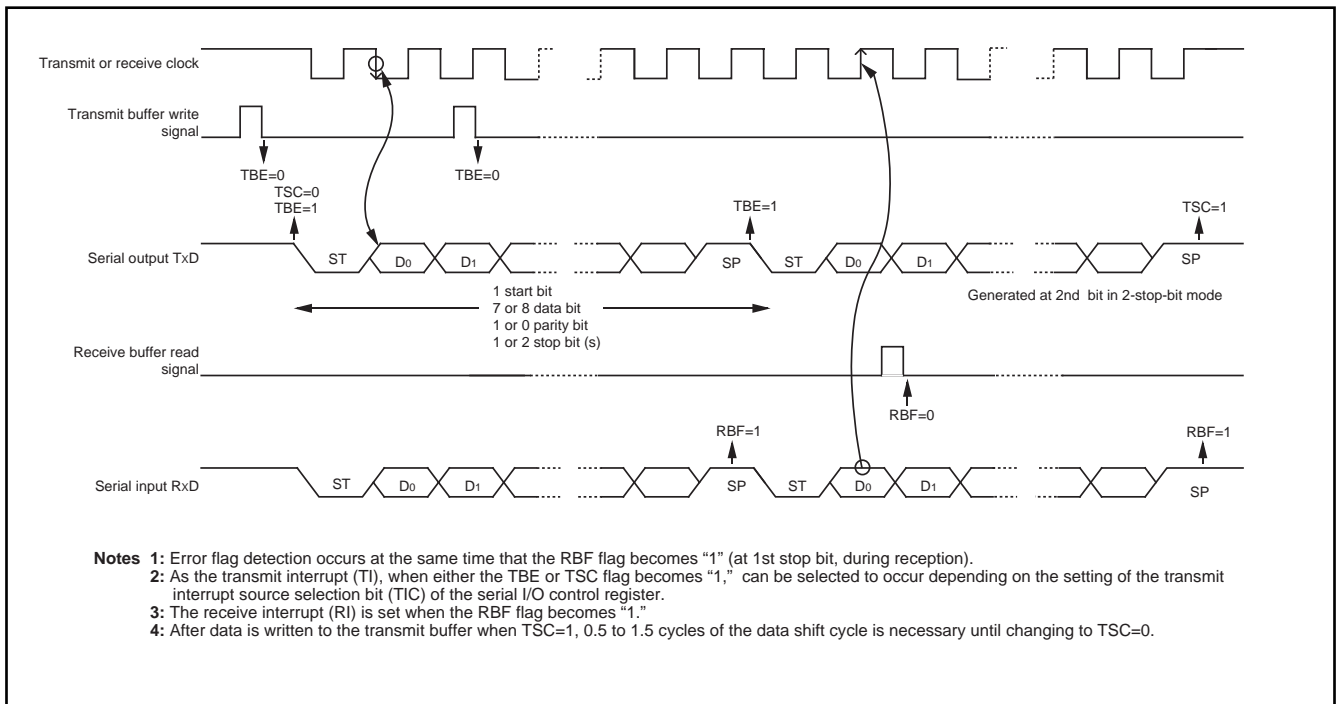 Transmit or receive clock
Transmit buffer write
signal
TBE=0
TBE=0
TSC=0
TBE=1
TBE=1
TSC=1
Serial output TxD
ST
D0
D1
SP
ST
D0
D1
SP
1 start bit
7 or 8 data bit
1 or 0 parity bit
1 or 2 stop bit (s)
Generated at 2nd bit in 2-stop-bit mode
Receive buffer read
signal
RBF=0
RBF=1
RBF=1
Serial input RxD
ST
D0
D1
SP
ST
D0
D1
SP
Notes 1: Error flag detection occurs at the same time that the RBF flag becomes “1” (at 1st stop bit, during reception).
2: As the transmit interrupt (TI), when either the TBE or TSC flag becomes “1,” can be selected to occur depending on the setting of the transmit
interrupt source selection bit (TIC) of the serial I/O control register.
3: The receive interrupt (RI) is set when the RBF flag becomes “1.”
4: After data is written to the transmit buffer when TSC=1, 0.5 to 1.5 cycles of the data shift cycle is necessary until changing to TSC=0.